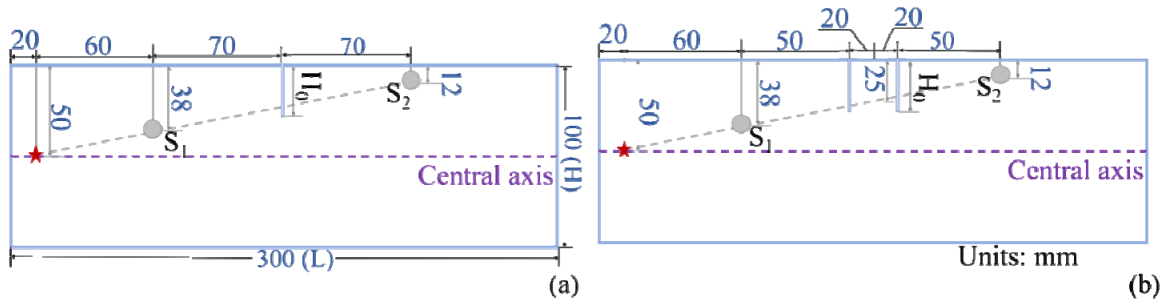 20 60 70 70
50 38 H₀ S₂ 12
S₁
Central axis
100 (H)
300 (L)
(a)
20 20
20 60 50 50
50 38 25 H₀ S₂ 12
S₁
Central axis
Units: mm
(b)